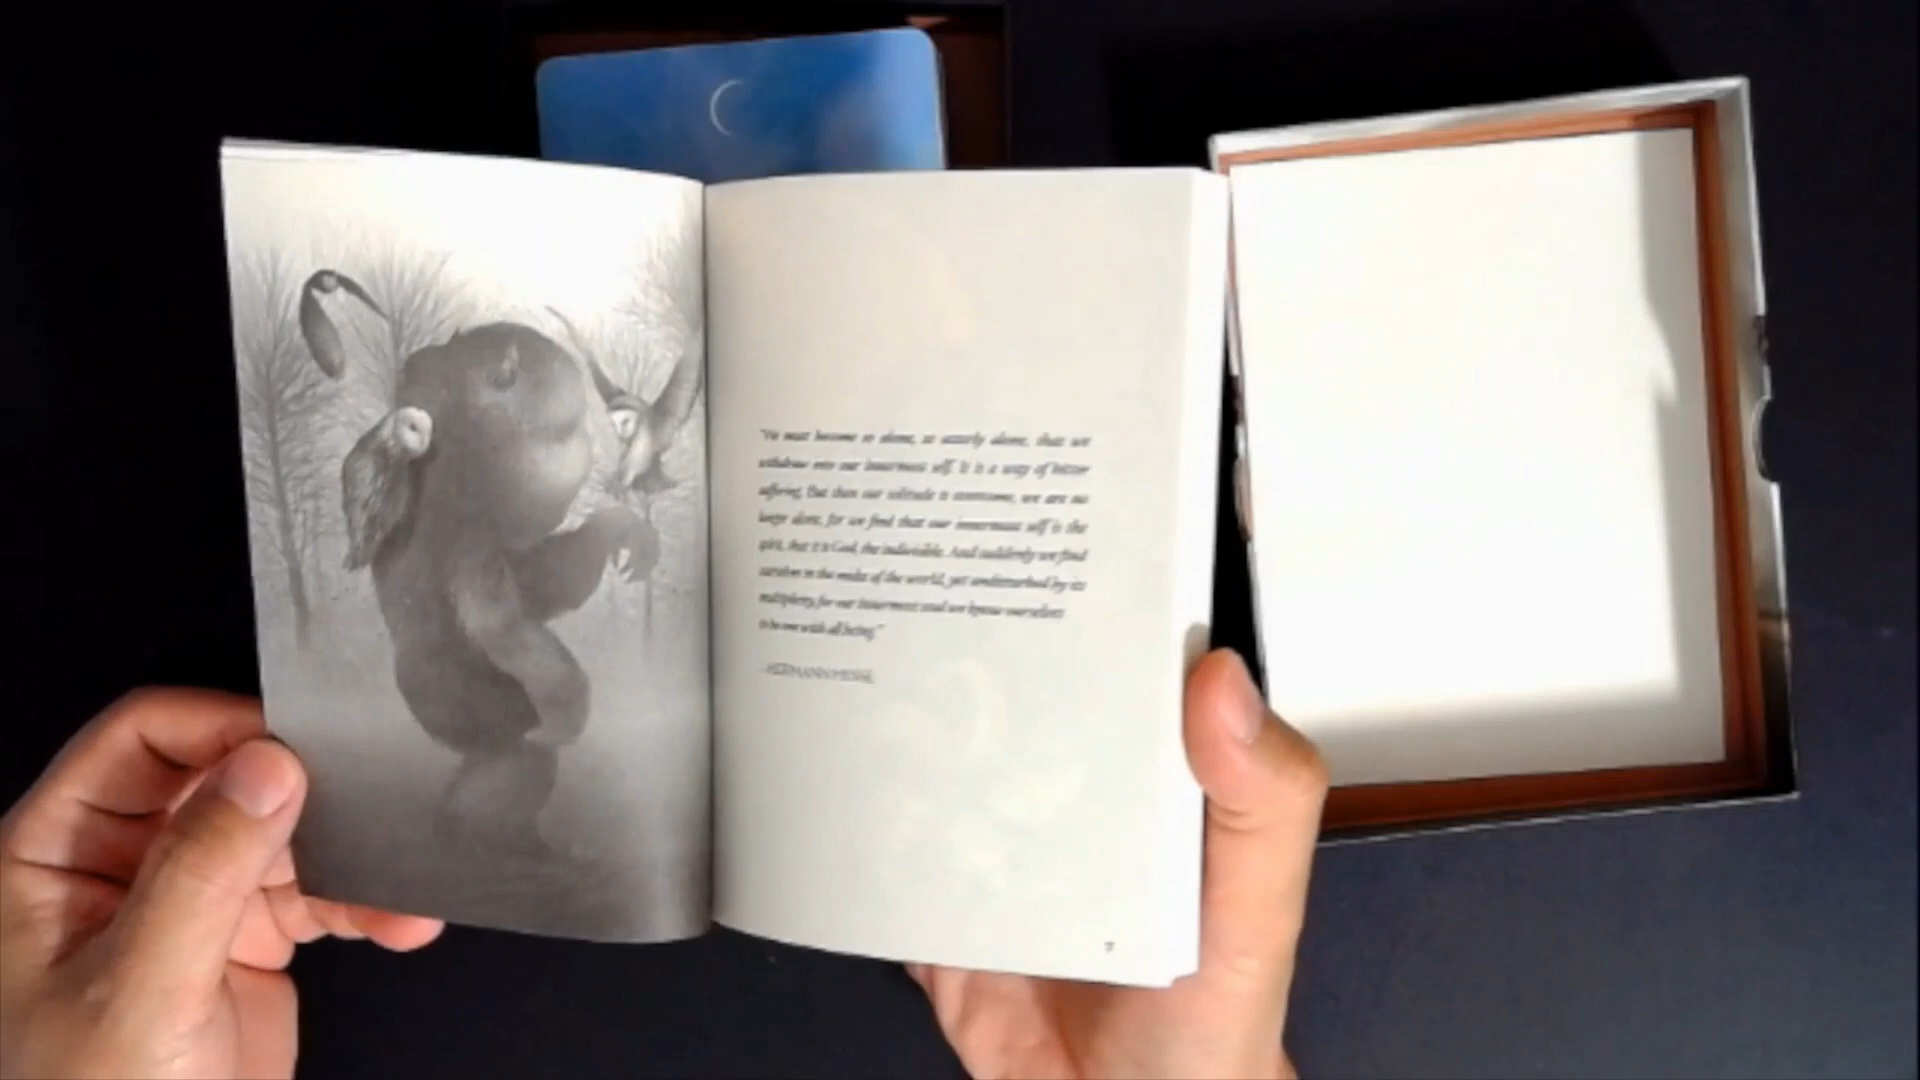 "We must become so alone, so utterly alone, that we
withdraw into our innermost self. It is a way of bitter
suffering. But then our solitude is overcome, we are no
longer alone, for we find that our innermost self is the
spirit, that it is God, the indivisible. And suddenly we find
ourselves in the midst of the world, yet undisturbed by its
multiplicity, for our innermost soul we know ourselves
to be one with all being."
HERMANN HESSE
7